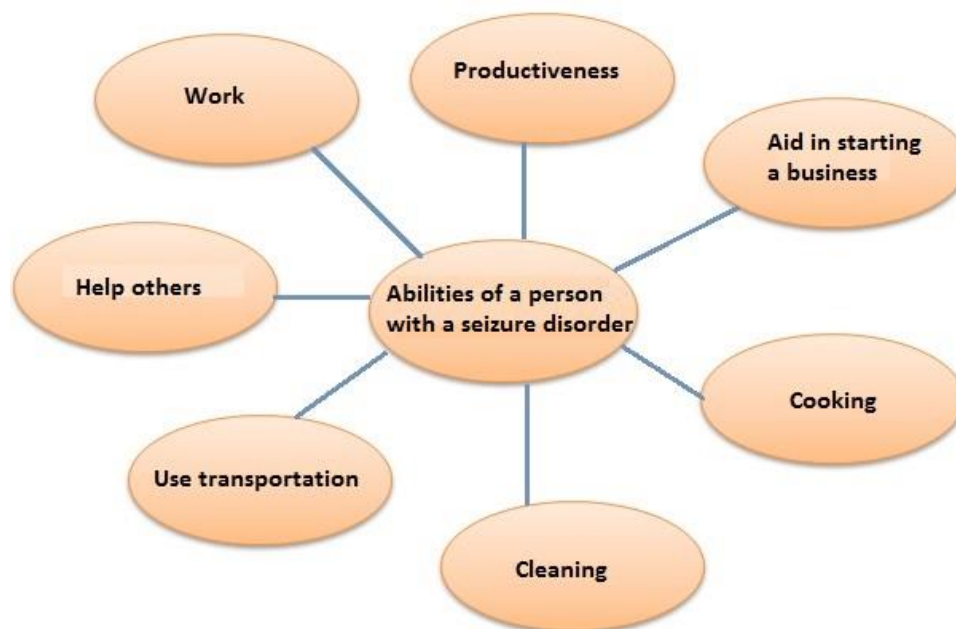 Productiveness
Work
Aid in starting
a business
Help others
Abilities of a person
with a seizure disorder
Cooking
Use transportation
Cleaning